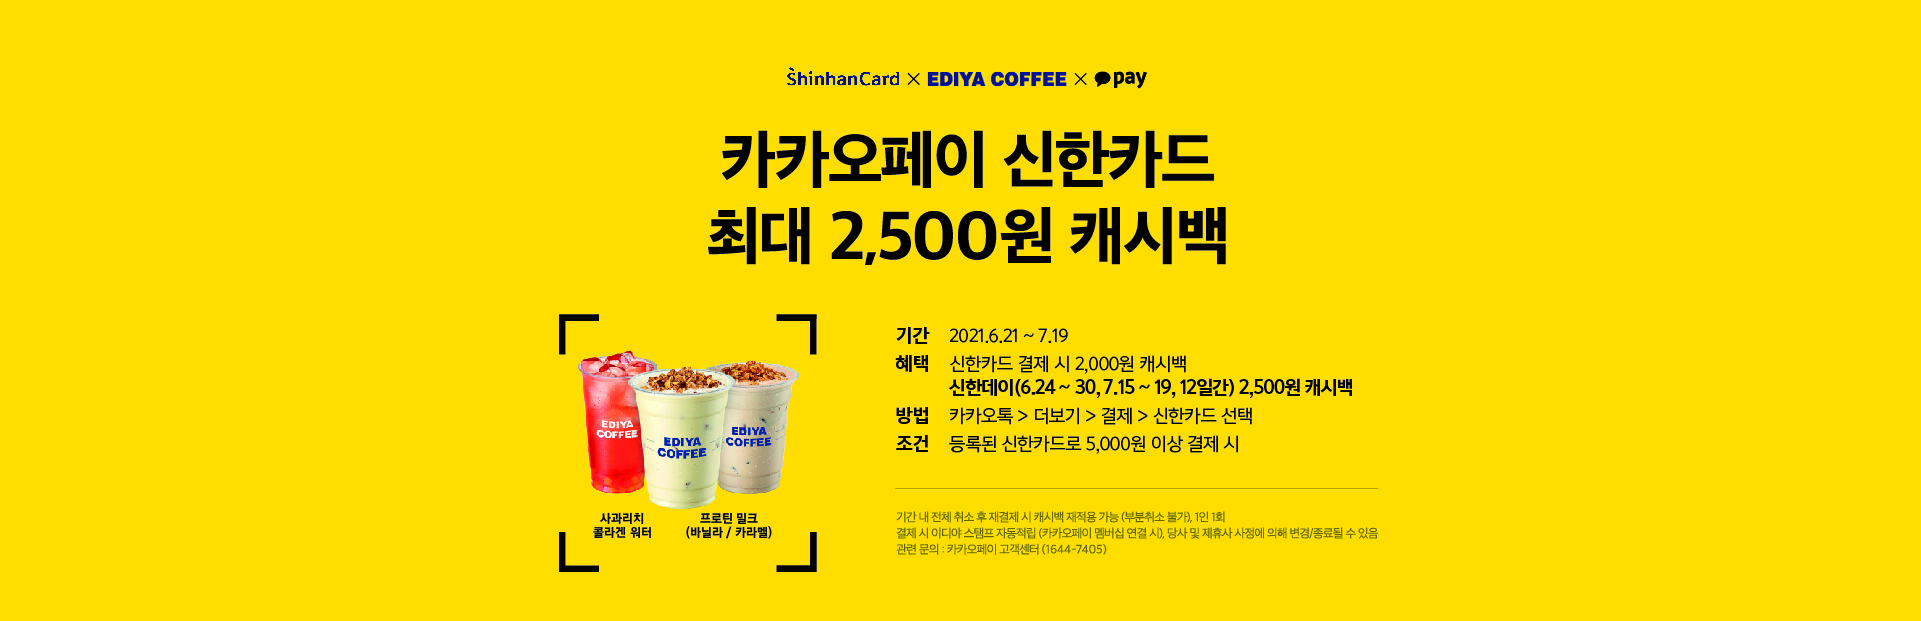 ShinhanCard × EDIYA COFFEE × pay
카카오페이 신한카드
최대 2,500원 캐시백
EDIYA
COFFEE
EDIYA
COFFEE
EDIYA
COFFEE
사과리치
콜라겐 워터
프로틴 밀크
(바닐라 / 카라멜)
기간 2021.6.21 ~ 7.19
혜택 신한카드 결제 시 2,000원 캐시백
신한데이(6.24 ~ 30, 7.15 ~ 19, 12일간) 2,500원 캐시백
방법 카카오톡 > 더보기 > 결제 > 신한카드 선택
조건 등록된 신한카드로 5,000원 이상 결제 시
기간 내 전체 취소 후 재결제 시 캐시백 재적용 가능 (부분취소 불가), 1인 1회
결제 시 이디야 스탬프 자동적립 (카카오페이 멤버십 연결 시), 당사 및 제휴사 사정에 의해 변경/종료될 수 있음
관련 문의 : 카카오페이 고객센터 (1644-7405)